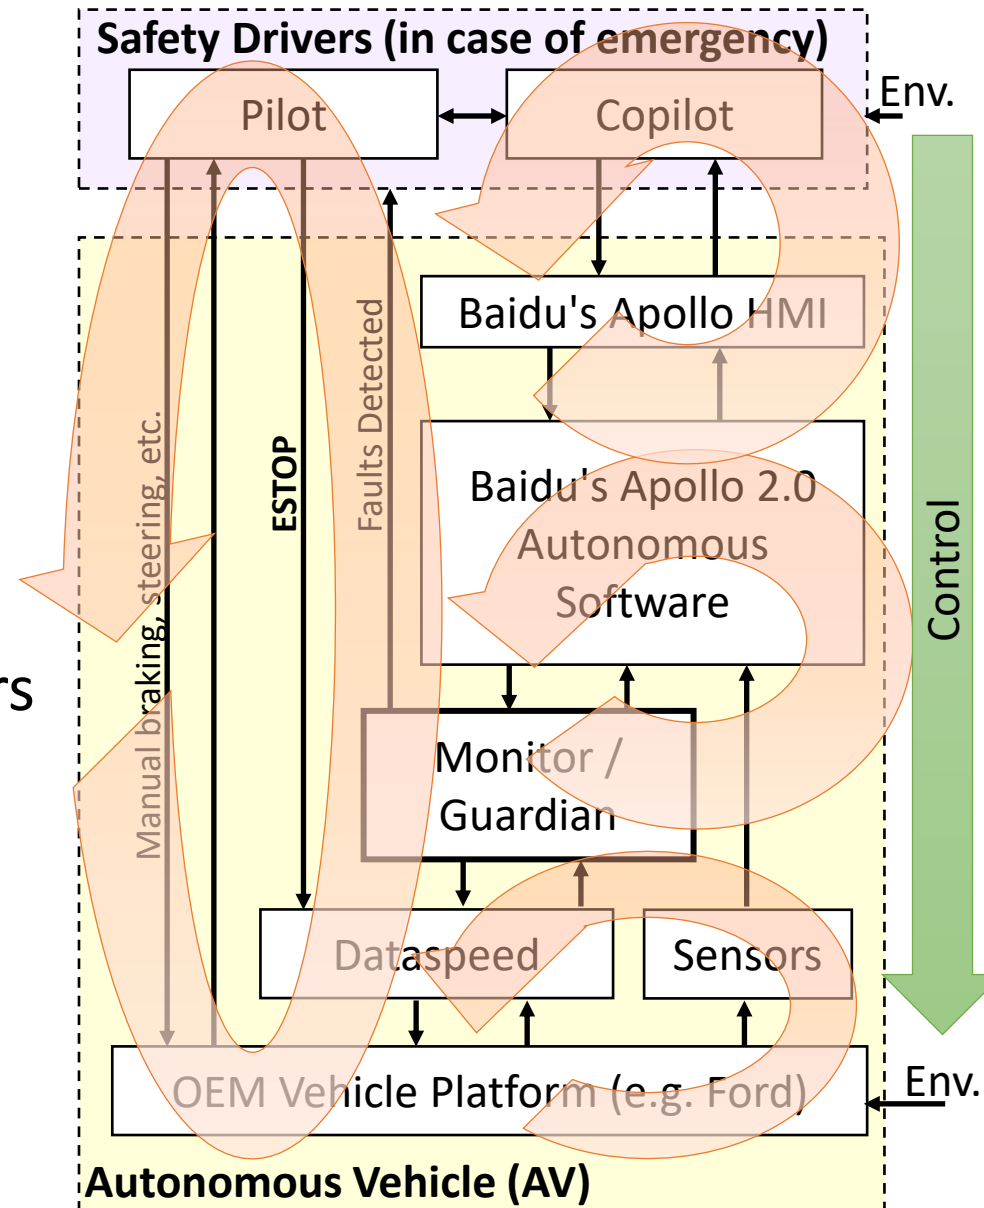 Safety Drivers (in case of emergency)
Pilot
Copilot
Env.
Baidu's Apollo HMI
Manual braking, steering, etc.
ESTOP
Faults Detected
Baidu's Apollo 2.0
Autonomous
Software
Control
rs
Monitor /
Guardian
Dataspeed
Sensors
OEM Vehicle Platform (e.g. Ford)
Env.
Autonomous Vehicle (AV)